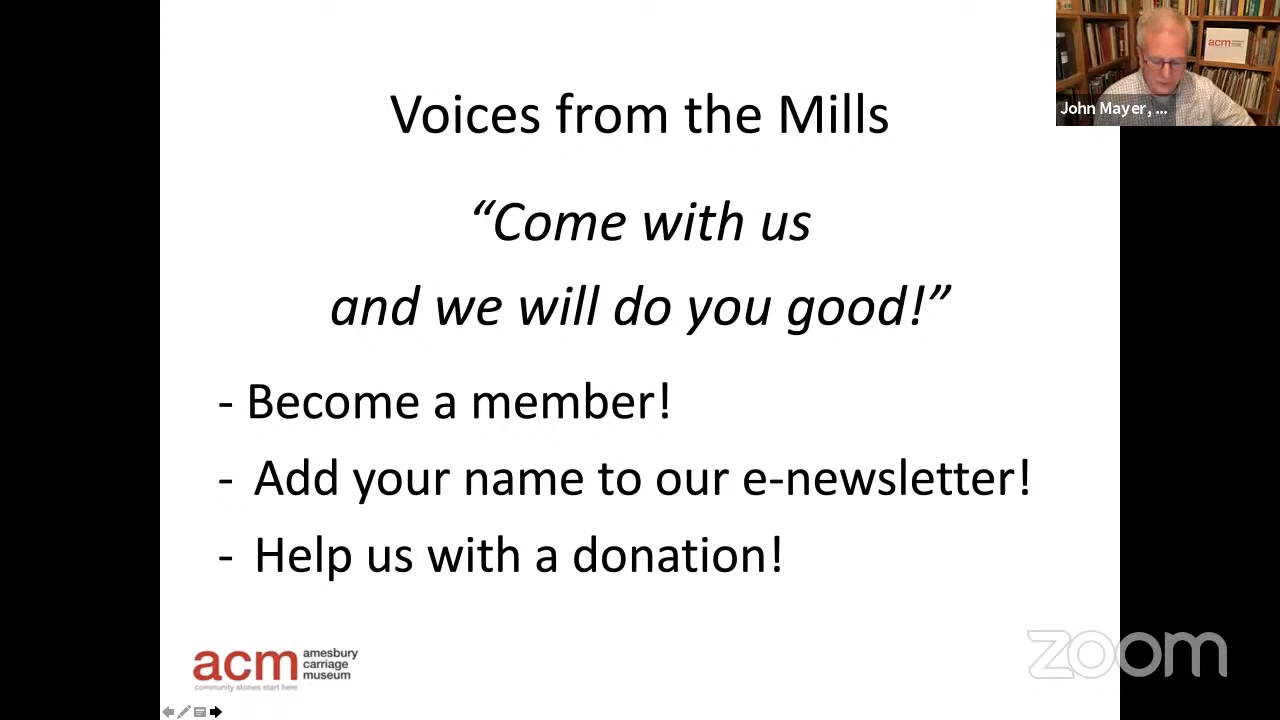 Voices from the Mills
“Come with us
and we will do you good!”
- Become a member!
- Add your name to our e-newsletter!
- Help us with a donation!
acm
amesbury
carriage
museum
community stories start here
John Mayer, ...
acm
zoom